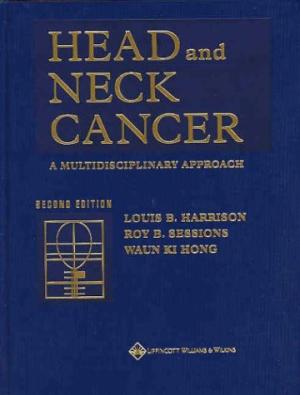 HEAD and
NECK
CANCER
A MULTIDISCIPLINARY APPROACH
SECOND EDITION
LOUIS B. HARRISON
ROY B. SESSIONS
WAUN KI HONG
LIPPINCOTT WILLIAMS & WILKINS